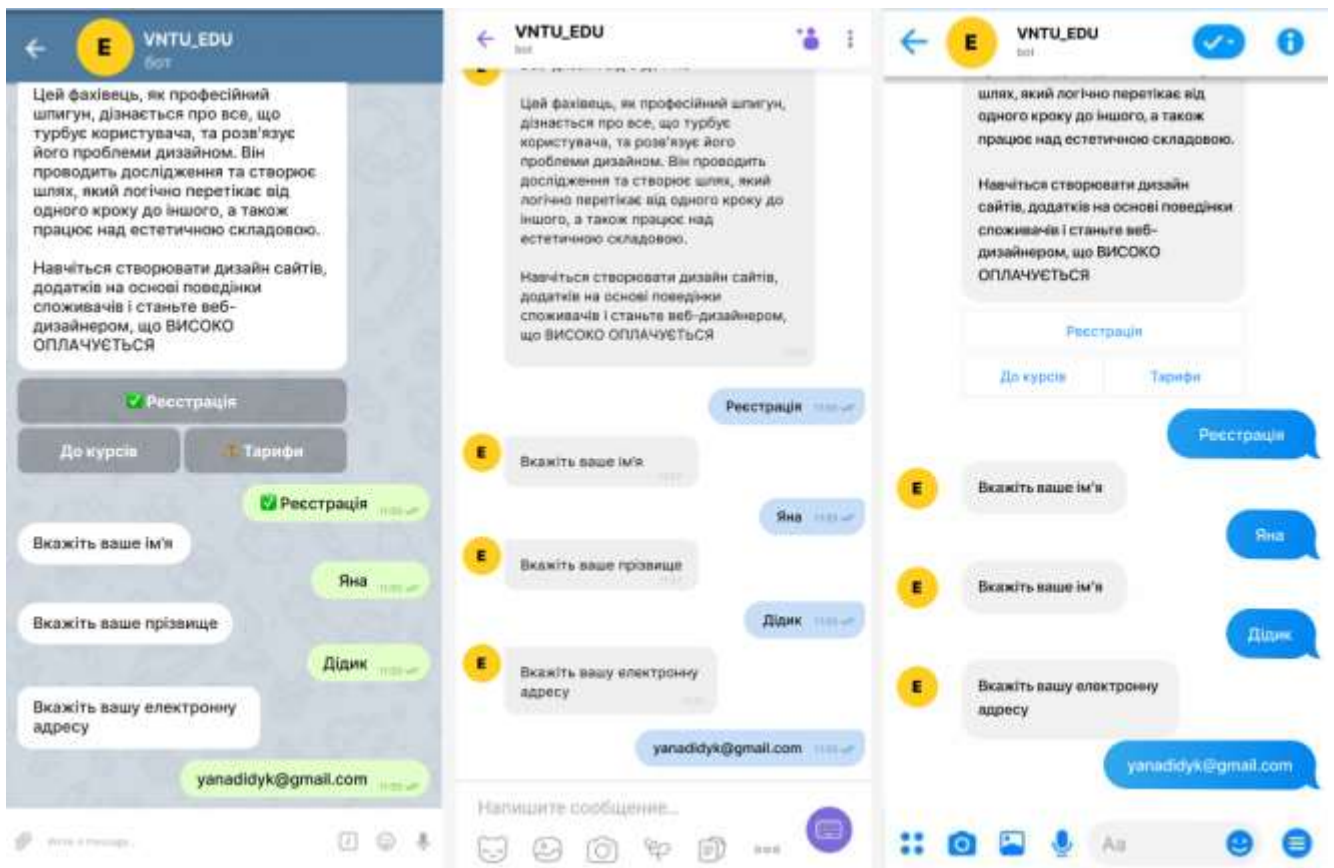 E
VNTU_EDU
бот
Цей фахівець, як професійний
шпигун, дізнається про все, що
турбує користувача, та розв'язує
його проблеми дизайном. Він
проводить дослідження та створює
шлях, який логічно перетікає від
одного кроку до іншого, а також
працює над естетичною складовою.
Навчіться створювати дизайн сайтів,
додатків на основі поведінки
споживачів і станьте веб-
дизайнером, що ВИСОКО
ОПЛАЧУЄТЬСЯ
Реєстрація
До курсів
Тарифи
Реєстрація
Вкажіть ваше ім'я
Яна
Вкажіть ваше прізвище
Дідик
Вкажіть вашу електронну
адресу
yanadidyk@gmail.com
Write a message...
VNTU_EDU
bot
Цей фахівець, як професійний шпигун,
дізнається про все, що турбує
користувача, та розв'язує його
проблеми дизайном. Він проводить
дослідження та створює шлях, який
логічно перетікає від одного кроку до
іншого, а також працює над
естетичною складовою.
Навчіться створювати дизайн сайтів,
додатків на основі поведінки
споживачів і станьте веб-дизайнером,
що ВИСОКО ОПЛАЧУЄТЬСЯ
Реєстрація
E
Вкажіть ваше ім'я
Яна
E
Вкажіть ваше прізвище
Дідик
E
Вкажіть вашу електронну
адресу
yanadidyk@gmail.com
Напишите сообщение...
E
VNTU_EDU
bot
шлях, який логічно перетікає від
одного кроку до іншого, а також
працює над естетичною складовою.
Навчіться створювати дизайн
сайтів, додатків на основі поведінки
споживачів і станьте веб-
дизайнером, що ВИСОКО
ОПЛАЧУЄТЬСЯ
Реєстрація
До курсів
Тарифи
Реєстрація
E
Вкажіть ваше ім'я
Яна
E
Вкажіть ваше ім'я
Дідик
E
Вкажіть вашу електронну
адресу
yanadidyk@gmail.com
Aa